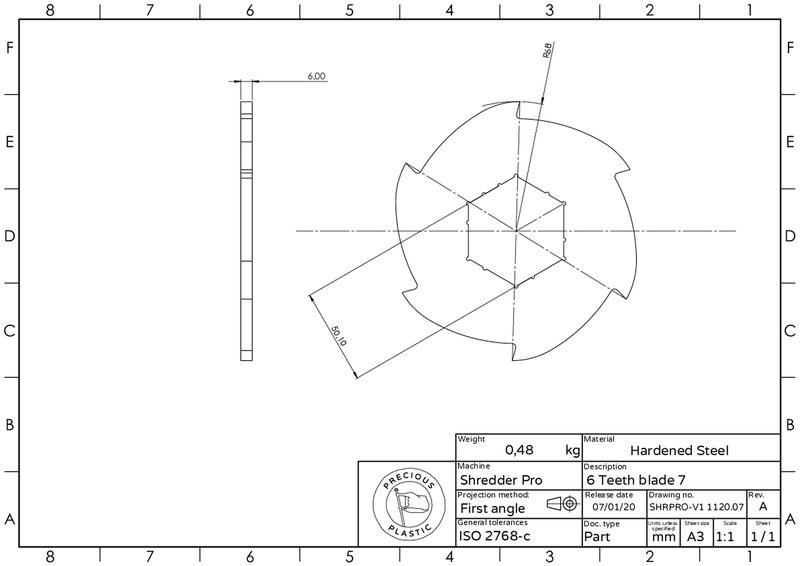 8 7 6 5 4 3 2 1
F F
E E
D D
C C
B B
A A
6,00
R68
50,10
Weight
0,48 kg
Material
Hardened Steel
Machine
Shredder Pro
Description
6 Teeth blade 7
Projection method:
First angle
Release date
07/01/20
Drawing no.
SHRPRO-V1 1120.07
Rev.
A
General tolerances
ISO 2768-c
Doc. type
Part
Units unless
specified
mm
Sheet size
A3
Scale
1:1
Sheet
1 / 1
PRECIOUS
PLASTIC
8 7 6 5 4 3 2 1